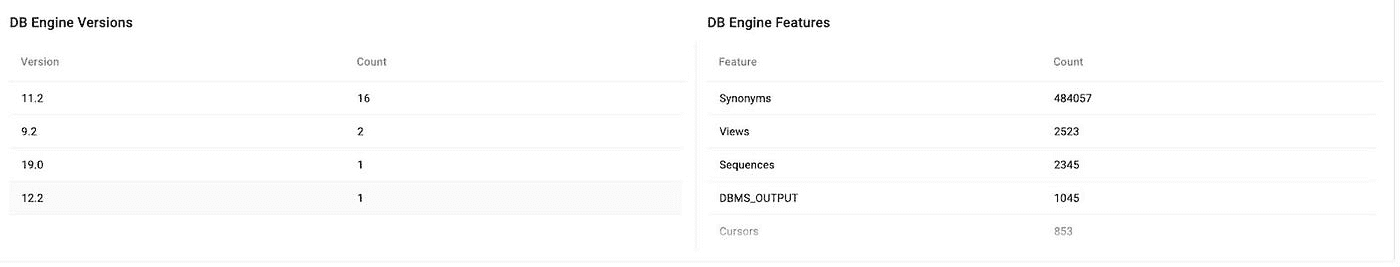 DB Engine Versions
Version Count
11.2 16
9.2 2
19.0 1
12.2 1
DB Engine Features
Feature Count
Synonyms 484057
Views 2523
Sequences 2345
DBMS_OUTPUT 1045
Cursors 853